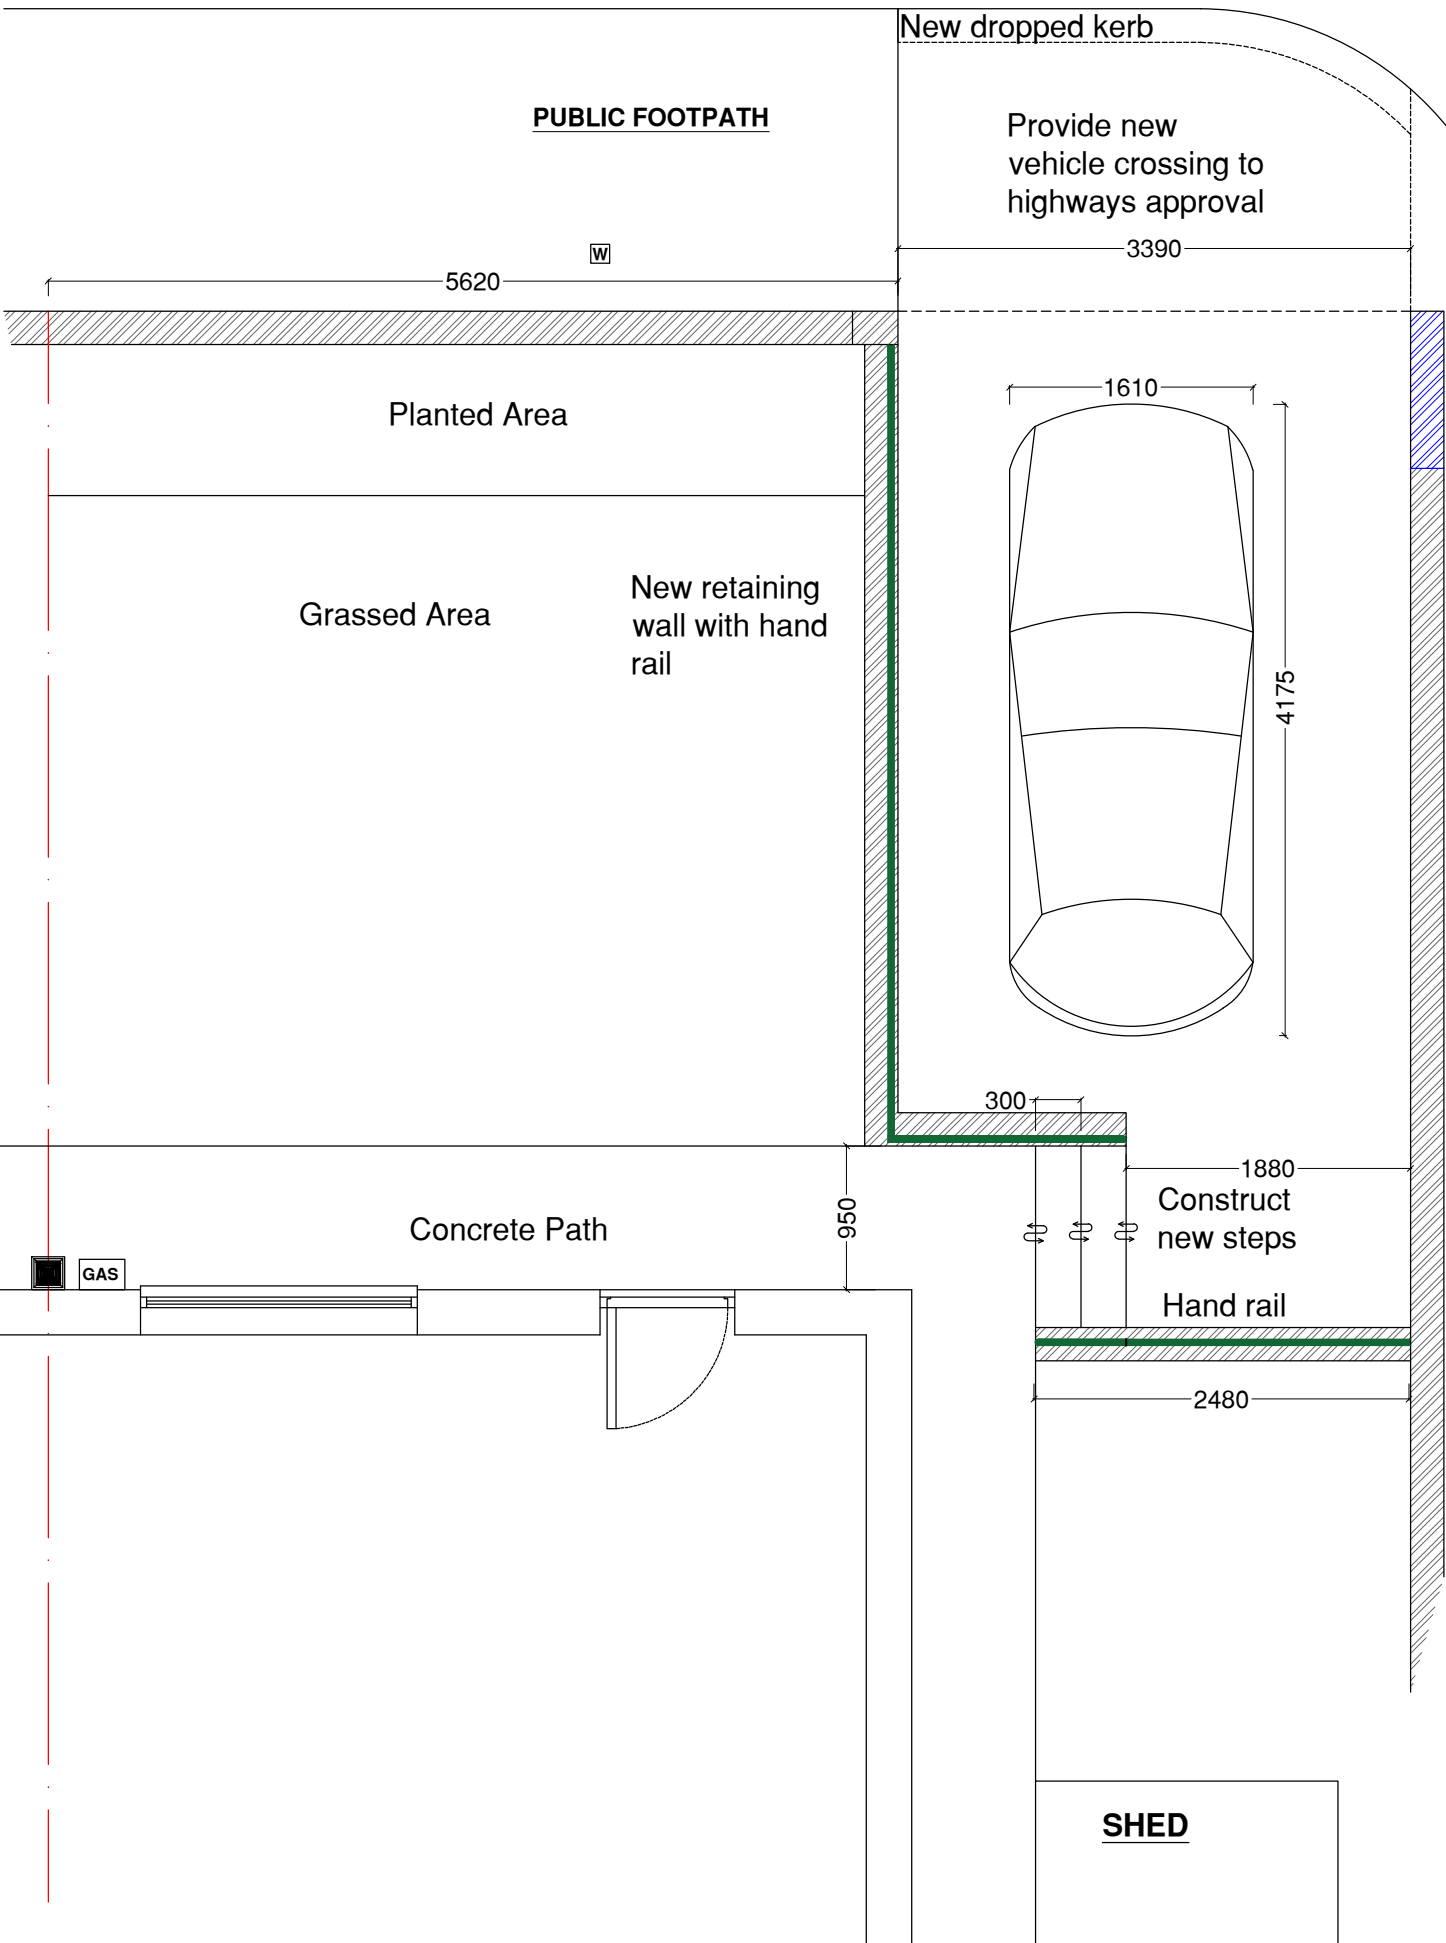 New dropped kerb
PUBLIC FOOTPATH
Provide new
vehicle crossing to
highways approval
W
3390
5620
1610
Planted Area
New retaining
wall with hand
rail
Grassed Area
4175
300
1880
Construct
new steps
950
Concrete Path
GAS
Hand rail
2480
SHED